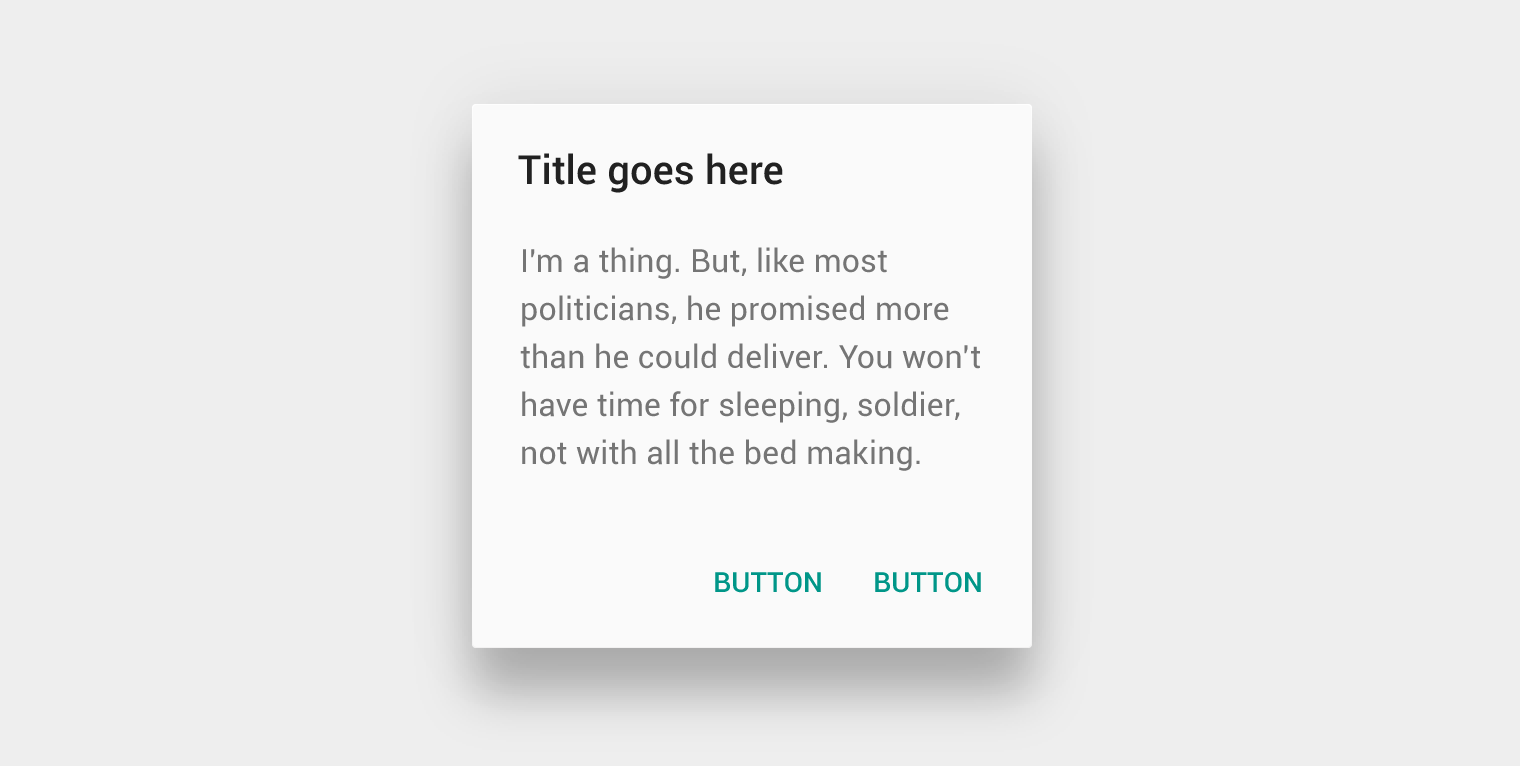 Title goes here
I'm a thing. But, like most
politicians, he promised more
than he could deliver. You won't
have time for sleeping, soldier,
not with all the bed making.
BUTTON BUTTON